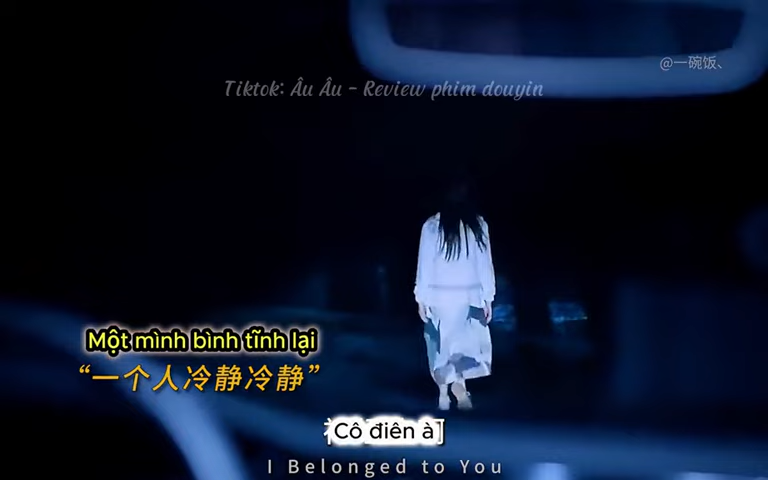 @一碗饭、
Tiktok: Âu Âu - Review phim douyin
Một mình bình tĩnh lại
“一个人冷静冷静”
Cô điên à
I Belonged to You